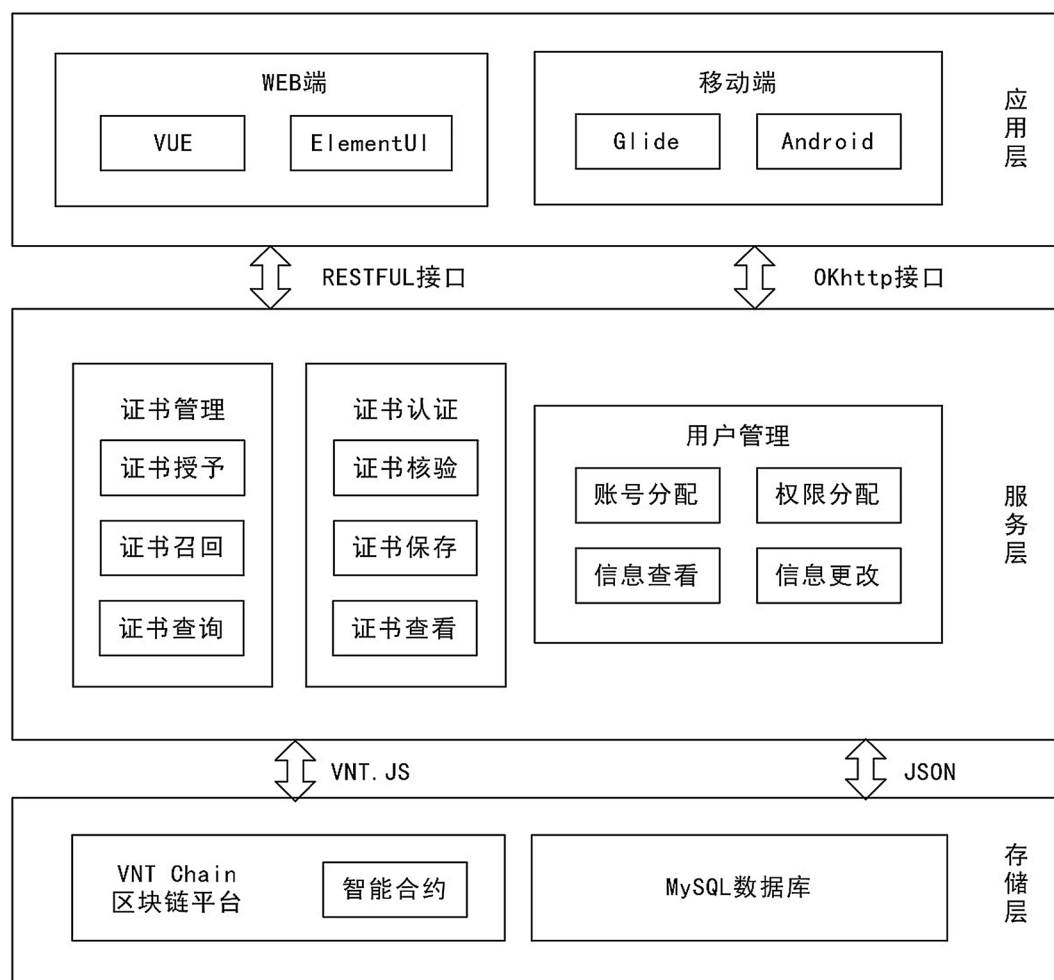 WEB端
VUE
ElementUI
移动端
Glide
Android
应用层
RESTFUL接口
OKhttp接口
证书管理
证书授予
证书召回
证书查询
证书认证
证书核验
证书保存
证书查看
用户管理
账号分配
权限分配
信息查看
信息更改
服务层
VNT.JS
JSON
VNT Chain
区块链平台
智能合约
MySQL数据库
存储层